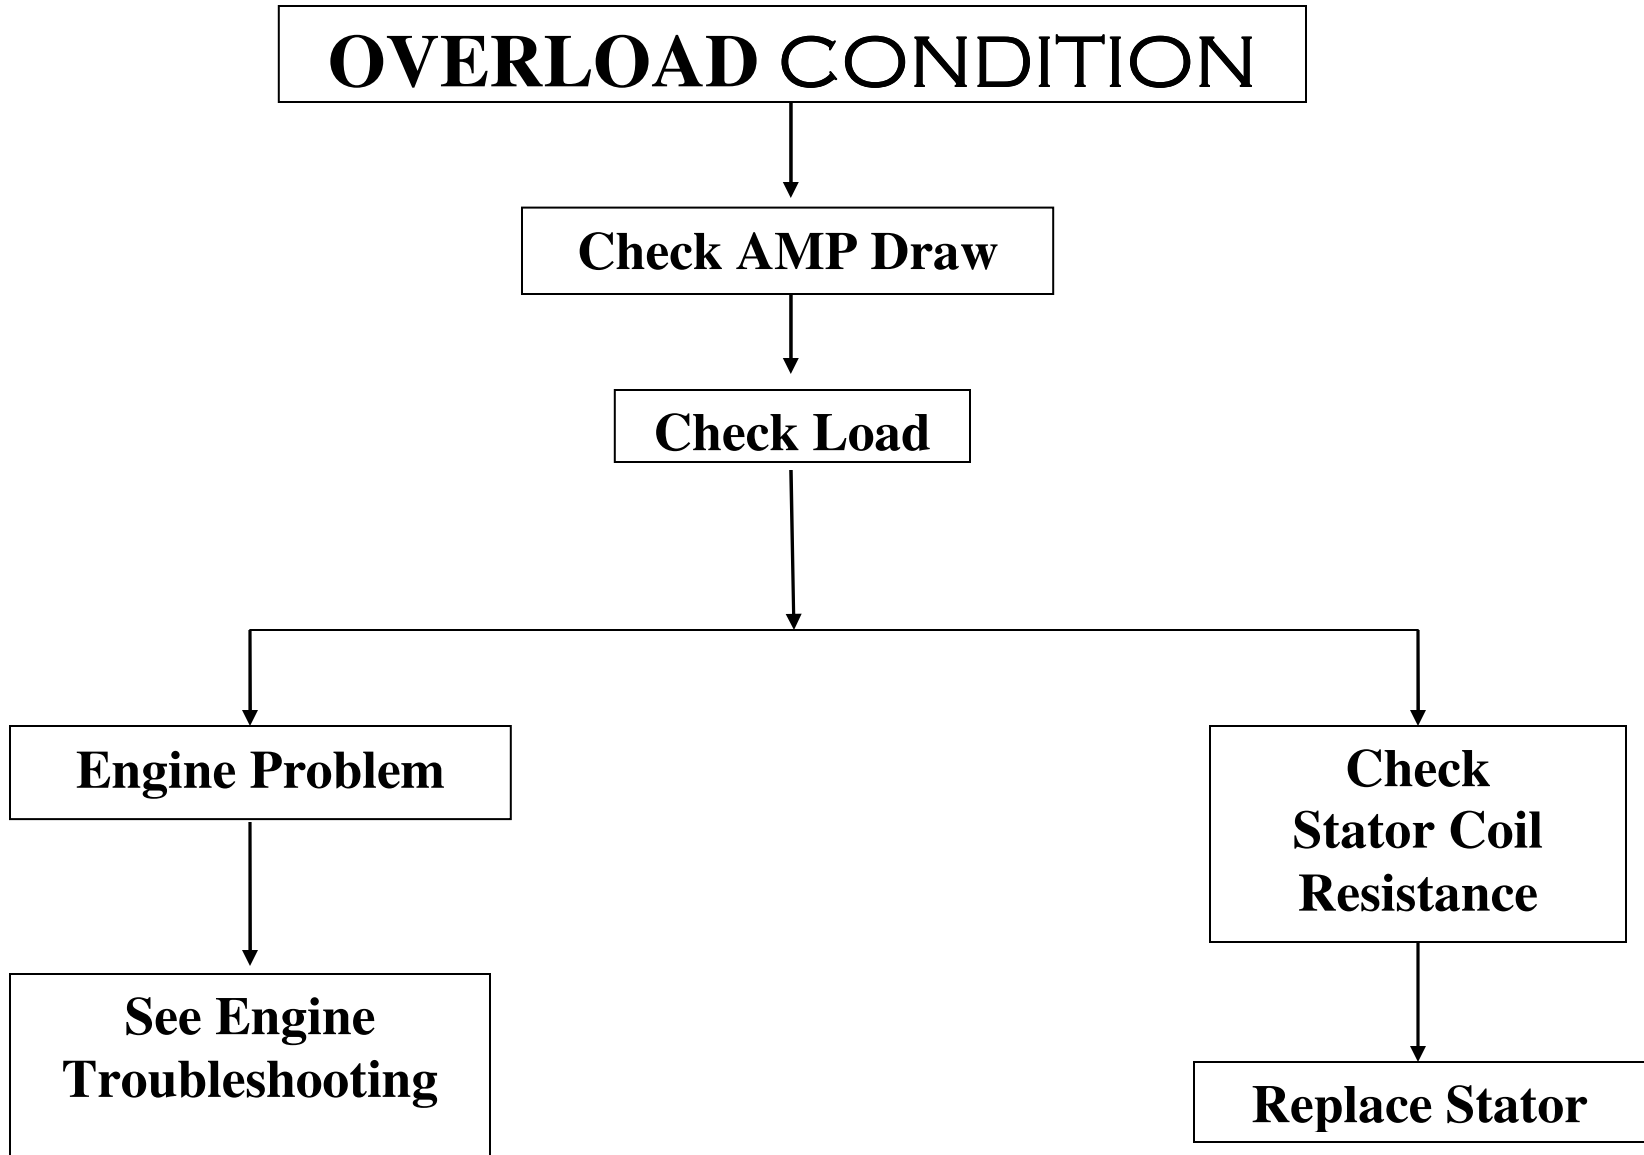 OVERLOAD CONDITION
Check AMP Draw
Check Load
Engine Problem
Check
Stator Coil
Resistance
See Engine
Troubleshooting
Replace Stator